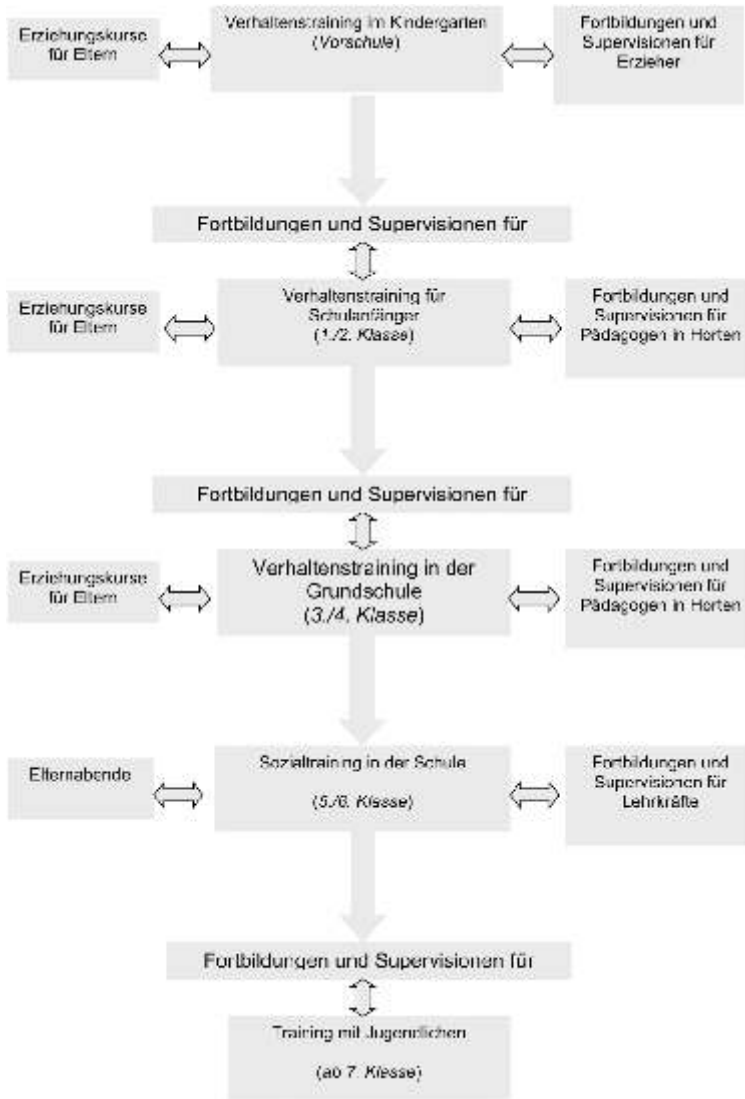 Erziehungskurse
für Eltern
Verhaltenstraining im Kindergarten
(Vorschule)
Fortbildungen und
Supervisionen für
Erzieher
Fortbildungen und Supervisionen für
Erziehungskurse
für Eltern
Verhaltenstraining für
Schulanfänger
(1./2. Klasse)
Fortbildungen und
Supervisionen für
Pädagogen in Horten
Fortbildungen und Supervisionen für
Erziehungskurse
für Eltern
Verhaltenstraining in der
Grundschule
(3./4. Klasse)
Fortbildungen und
Supervisionen für
Pädagogen in Horten
Elternabende
Sozialtraining in der Schule
(5./6. Klasse)
Fortbildungen und
Supervisionen für
Lehrkräfte
Fortbildungen und Supervisionen für
Training mit Jugendlichen
(ab 7. Klasse)